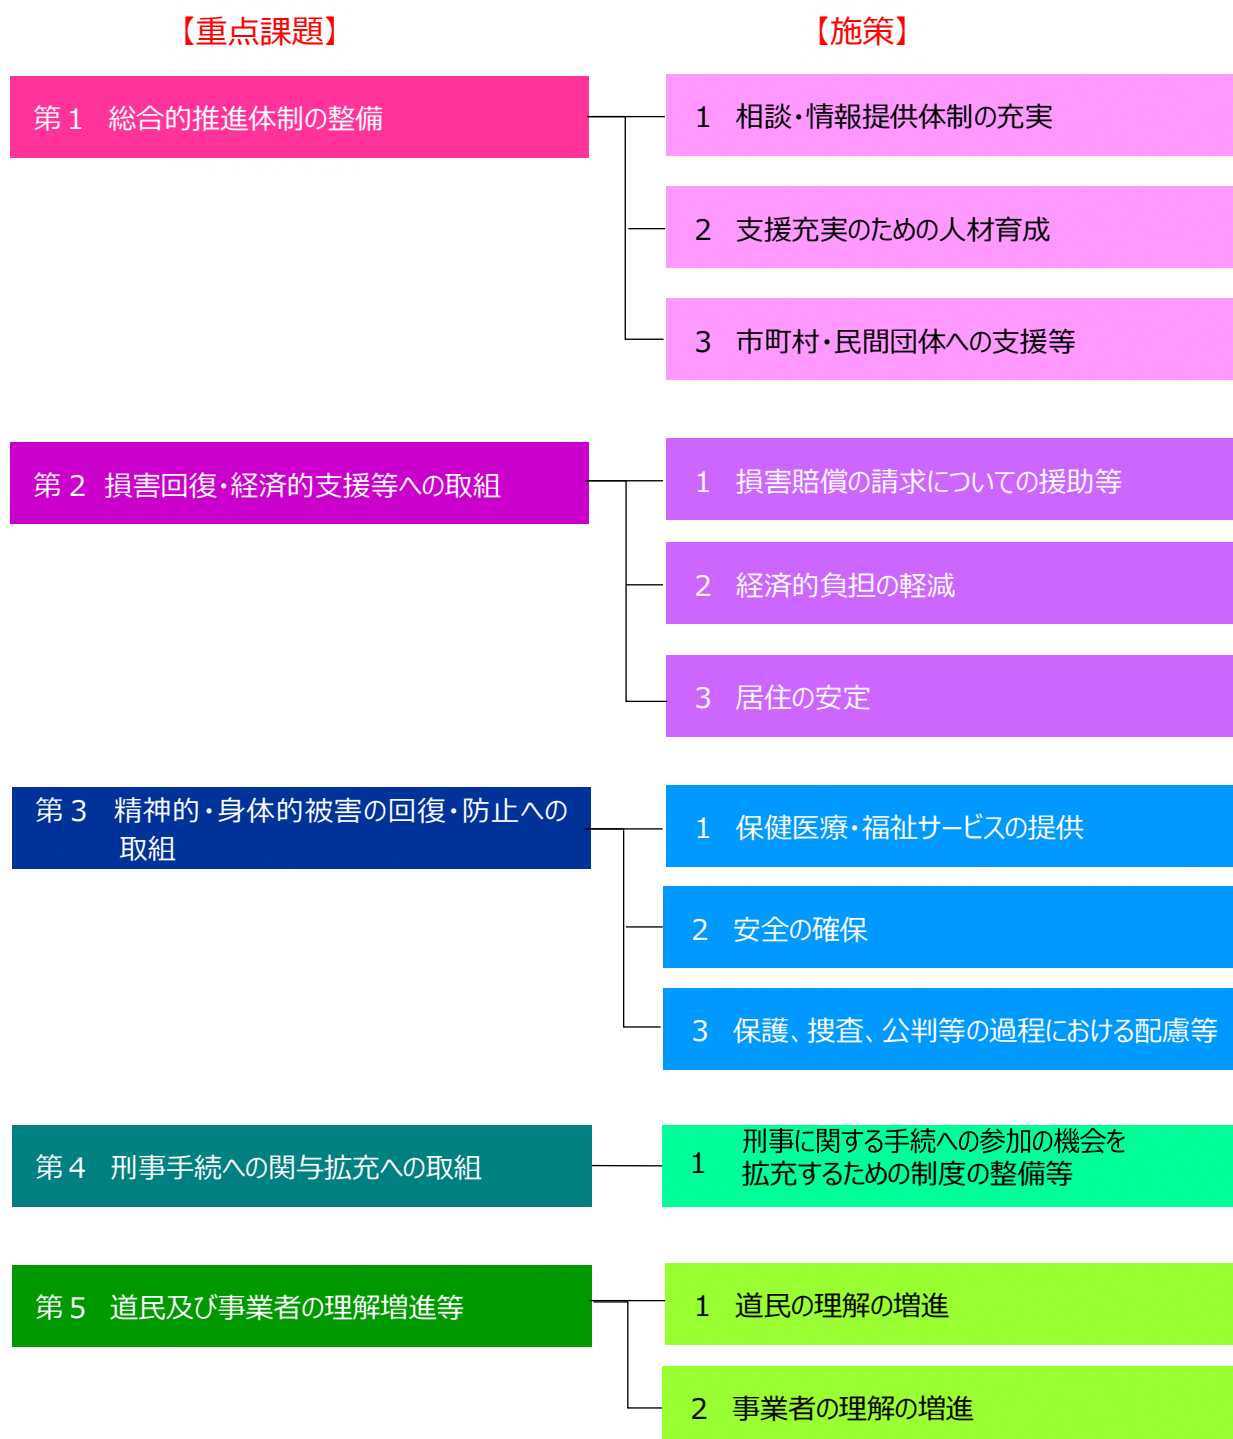 【重点課題】
【施策】
第１ 総合的推進体制の整備
1 相談・情報提供体制の充実
2 支援充実のための人材育成
3 市町村・民間団体への支援等
第２ 損害回復・経済的支援等への取組
1 損害賠償の請求についての援助等
2 経済的負担の軽減
3 居住の安定
第３ 精神的・身体的被害の回復・防止への
取組
1 保健医療・福祉サービスの提供
2 安全の確保
3 保護、捜査、公判等の過程における配慮等
第４ 刑事手続への関与拡充への取組
1 刑事に関する手続への参加の機会を
拡充するための制度の整備等
第５ 道民及び事業者の理解増進等
1 道民の理解の増進
2 事業者の理解の増進